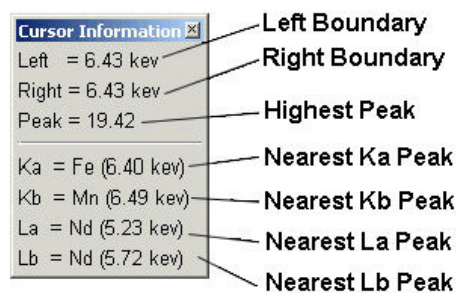 Cursor Information
Left = 6.43 kev
Right = 6.43 kev
Peak = 19.42
Ka = Fe (6.40 kev)
Kb = Mn (6.49 kev)
La = Nd (5.23 kev)
Lb = Nd (5.72 kev)
Left Boundary
Right Boundary
Highest Peak
Nearest Ka Peak
Nearest Kb Peak
Nearest La Peak
Nearest Lb Peak